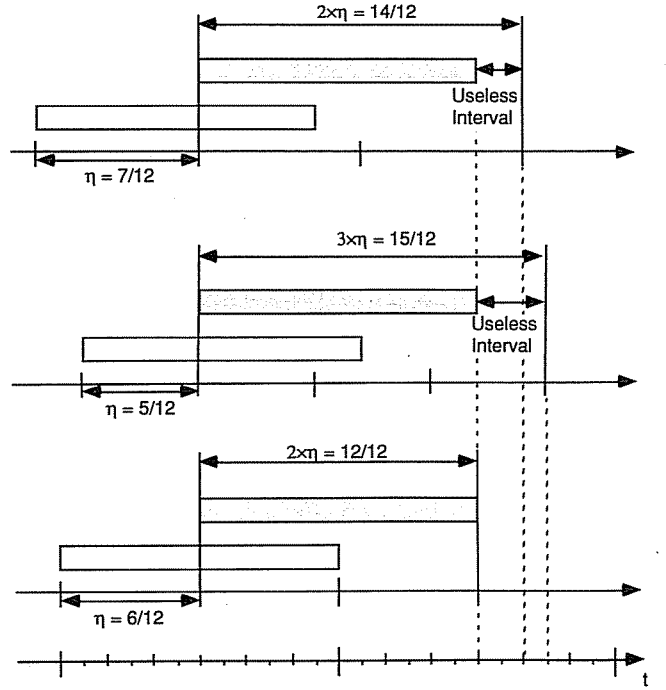 2×η = 14/12
Useless
Interval
η = 7/12
3×η = 15/12
Useless
Interval
η = 5/12
2×η = 12/12
η = 6/12
t